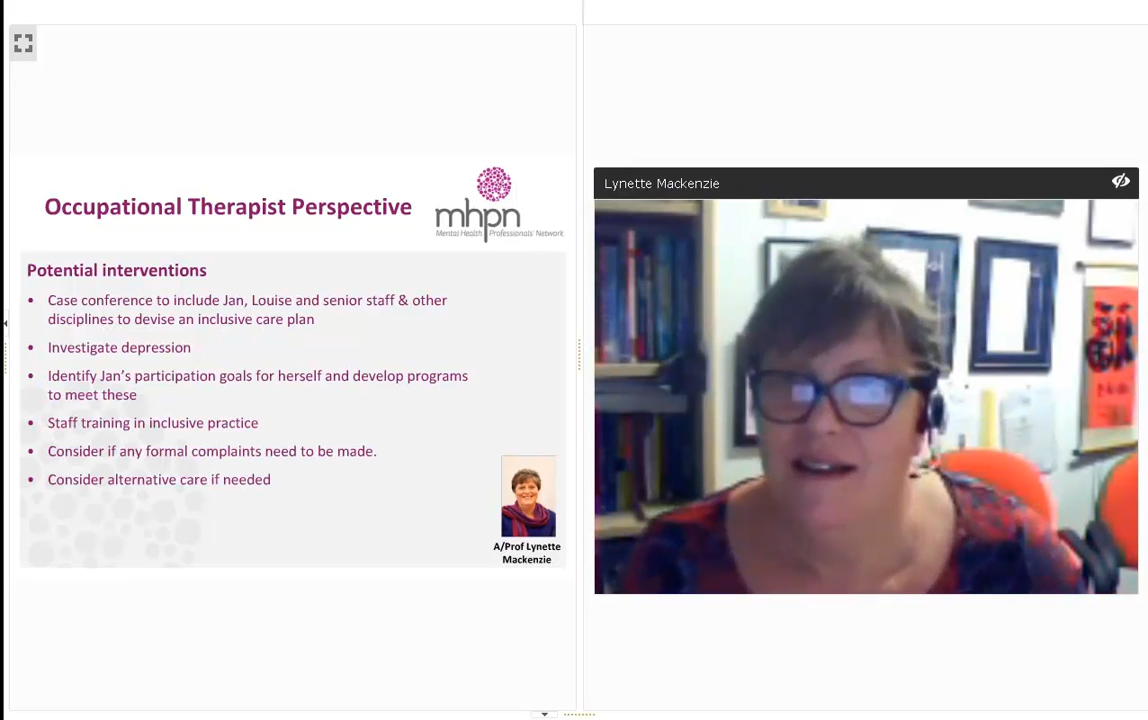 Occupational Therapist Perspective
mhpn
Mental Health Professionals' Network
Potential interventions
• Case conference to include Jan, Louise and senior staff & other
disciplines to devise an inclusive care plan
• Investigate depression
• Identify Jan's participation goals for herself and develop programs
to meet these
• Staff training in inclusive practice
• Consider if any formal complaints need to be made.
• Consider alternative care if needed
A/Prof Lynette
Mackenzie
Lynette Mackenzie